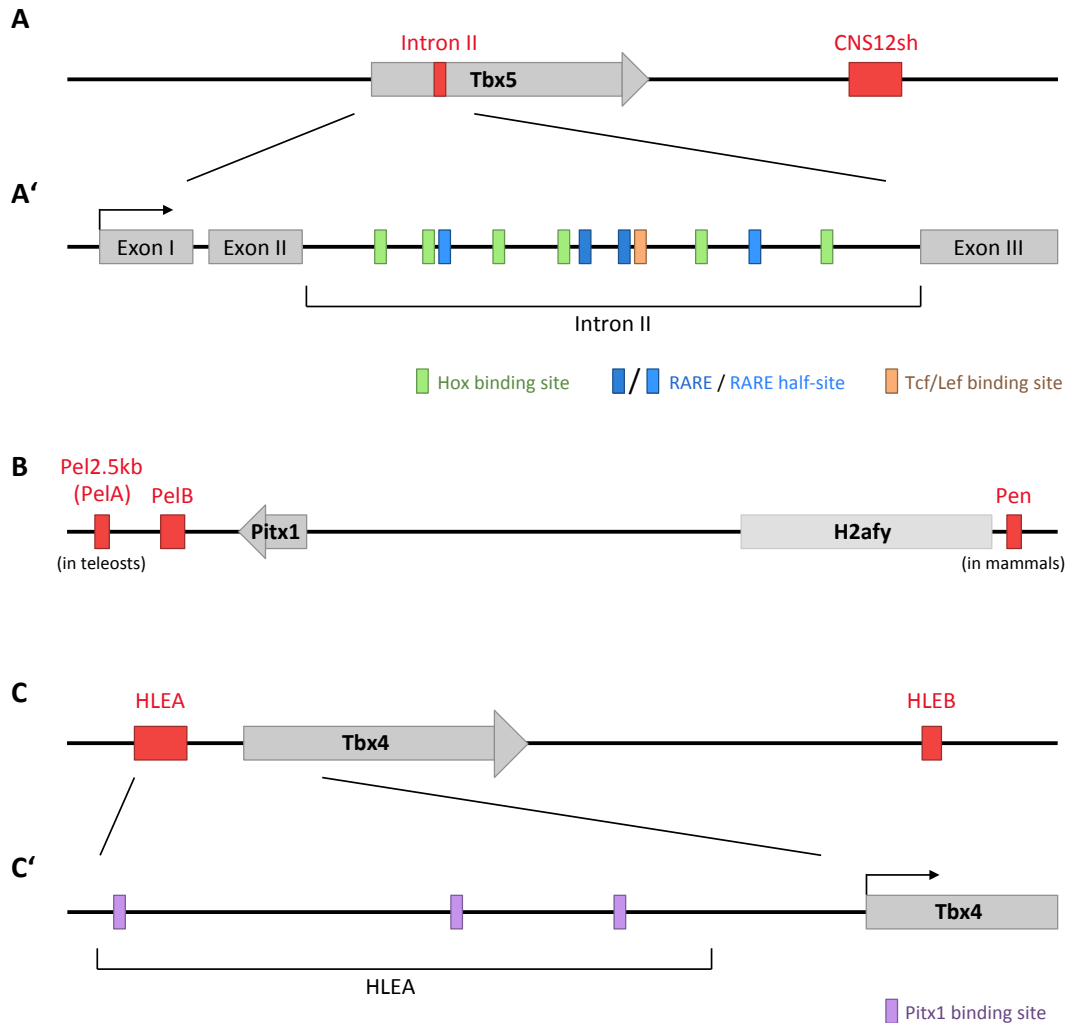 A
Intron II
CNS12sh
Tbx5
A‘
Exon I
Exon II
Exon III
Intron II
Hox binding site
/
RARE / RARE half-site
Tcf/Lef binding site
B
Pel2.5kb
(PelA)
PelB
Pen
Pitx1
H2afy
(in teleosts)
(in mammals)
C
HLEA
HLEB
Tbx4
C‘
Tbx4
HLEA
Pitx1 binding site